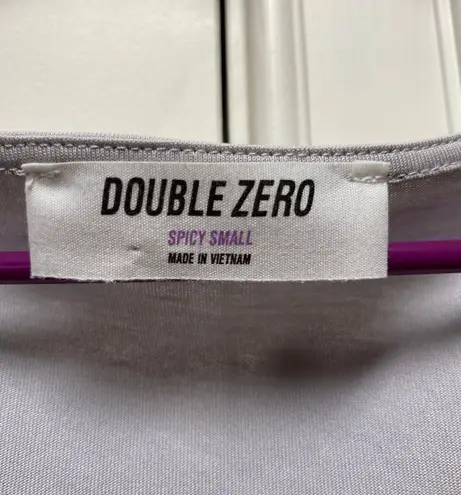 DOUBLE ZERO
SPICY SMALL
MADE IN VIETNAM